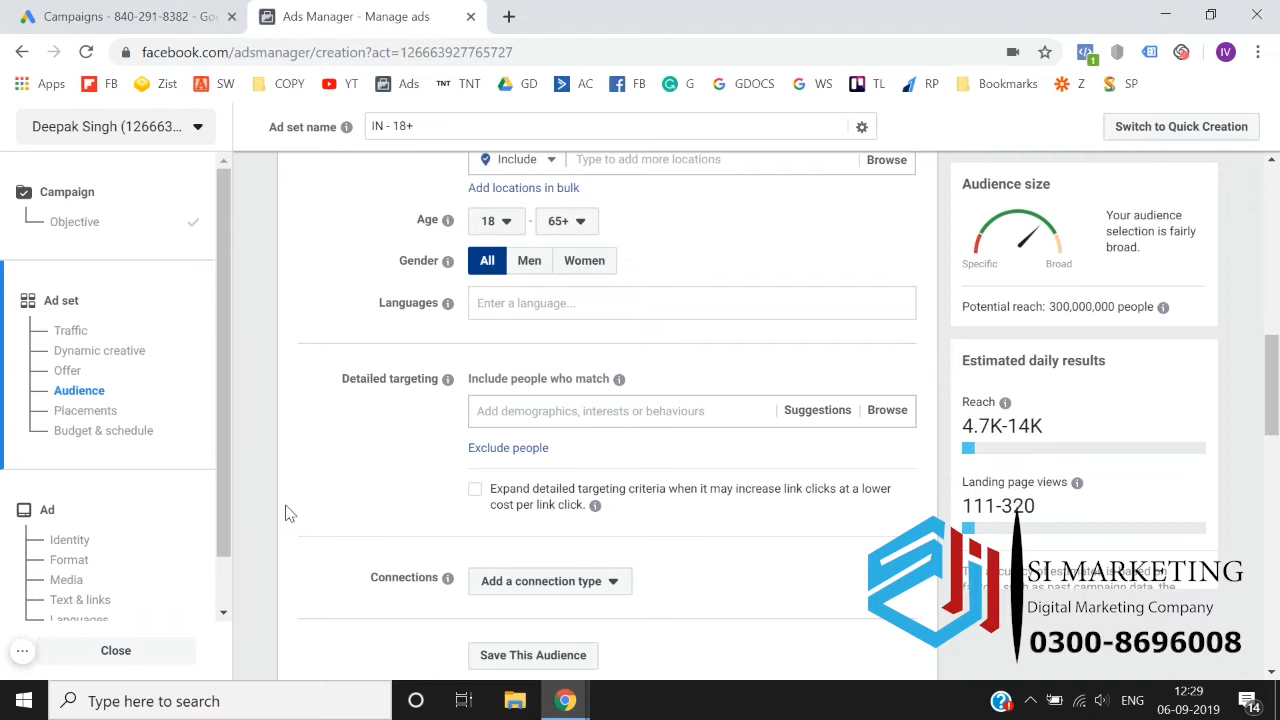 Campaigns - 840-291-8382 - Goo
Ads Manager - Manage ads
facebook.com/adsmanager/creation?act=126663927765727
IV
Apps FB Zist SW COPY YT Ads TNT TNT GD AC FB G GDOCS WS TL RP Bookmarks Z SP
Deepak Singh (126663...
Ad set name
IN - 18+
Switch to Quick Creation
Campaign
Objective
Ad set
Traffic
Dynamic creative
Offer
Audience
Placements
Budget & schedule
Ad
Identity
Format
Media
Text & links
Languages
Close
Include
Type to add more locations
Browse
Add locations in bulk
Age
18 - 65+
Gender
All Men Women
Languages
Enter a language...
Detailed targeting
Include people who match
Add demographics, interests or behaviours
Suggestions
Browse
Exclude people
Expand detailed targeting criteria when it may increase link clicks at a lower
cost per link click.
Connections
Add a connection type
Save This Audience
Audience size
Your audience
selection is fairly
broad.
Specific Broad
Potential reach: 300,000,000 people
Estimated daily results
Reach
4.7K-14K
Landing page views
111-320
SI MARKETING
Digital Marketing Company
0300-8696008
Type here to search
ENG
12:29
06-09-2019
14